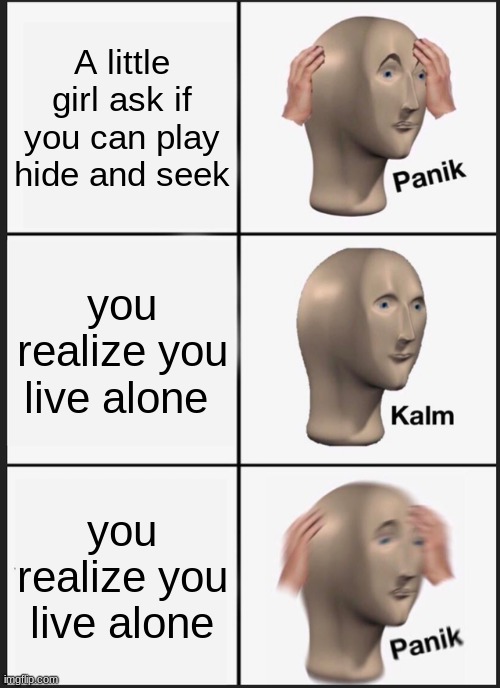 A little
girl ask if
you can play
hide and seek
Panik
you
realize you
live alone
Kalm
you
realize you
live alone
Panik
imgflip.com